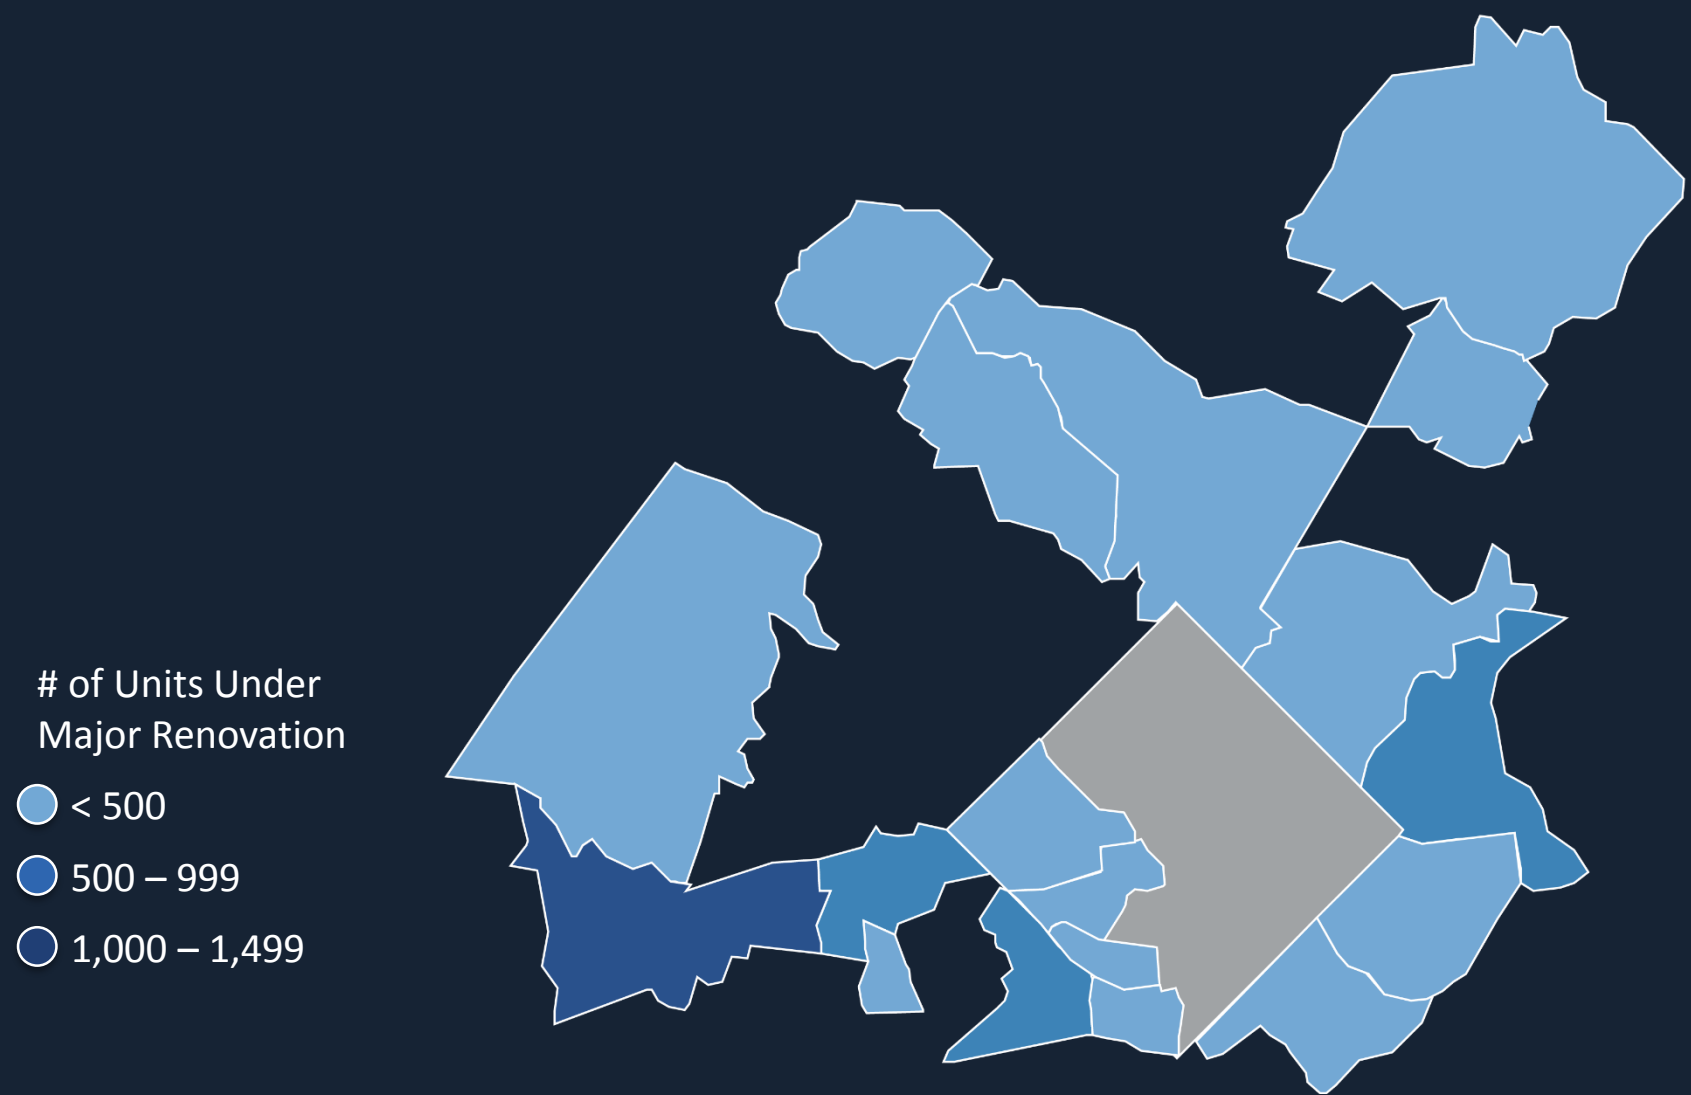 # of Units Under
Major Renovation
< 500
500 – 999
1,000 – 1,499